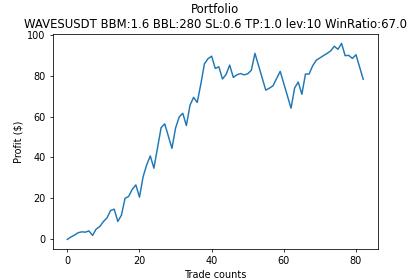 Portfolio
WAVESUSDT BBM:1.6 BBL:280 SL:0.6 TP:1.0 lev:10 WinRatio:67.0
100
80
60
40
20
0
Profit ($)
0 20 40 60 80
Trade counts